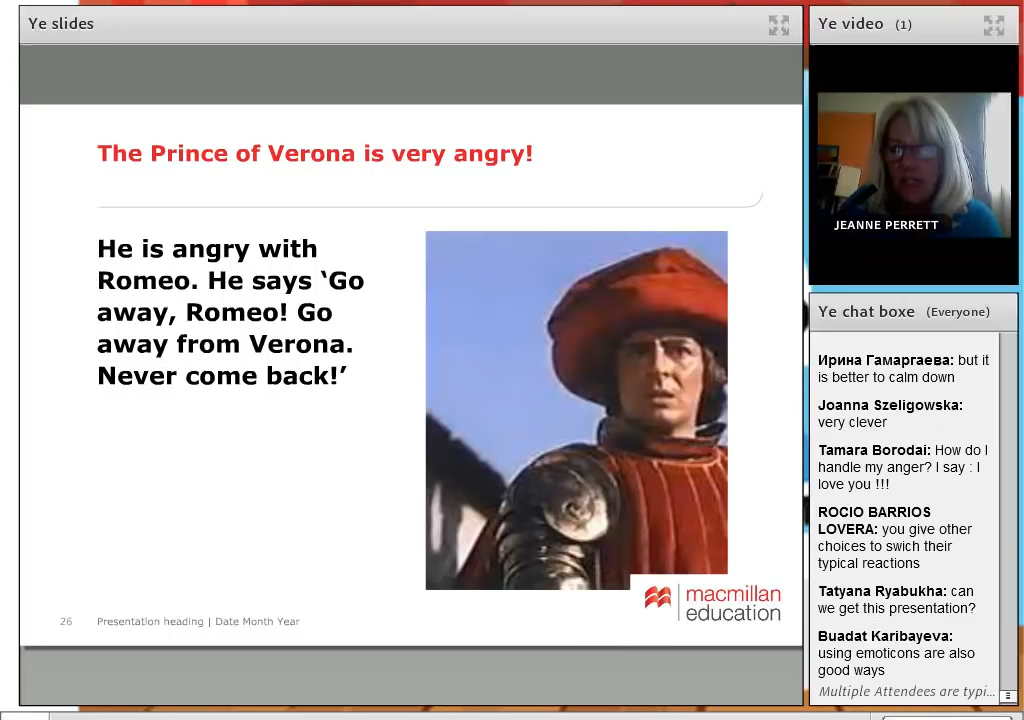 Ye slides
The Prince of Verona is very angry!
He is angry with
Romeo. He says ‘Go
away, Romeo! Go
away from Verona.
Never come back!’
macmillan
education
26 Presentation heading | Date Month Year
Ye video (1)
JEANNE PERRETT
Ye chat boxe (Everyone)
Ирина Гамаргаева: but it
is better to calm down
Joanna Szeligowska:
very clever
Tamara Borodai: How do I
handle my anger? I say : I
love you !!!
ROCIO BARRIOS
LOVERA: you give other
choices to swich their
typical reactions
Tatyana Ryabukha: can
we get this presentation?
Buadat Karibayeva:
using emoticons are also
good ways
Multiple Attendees are typi...